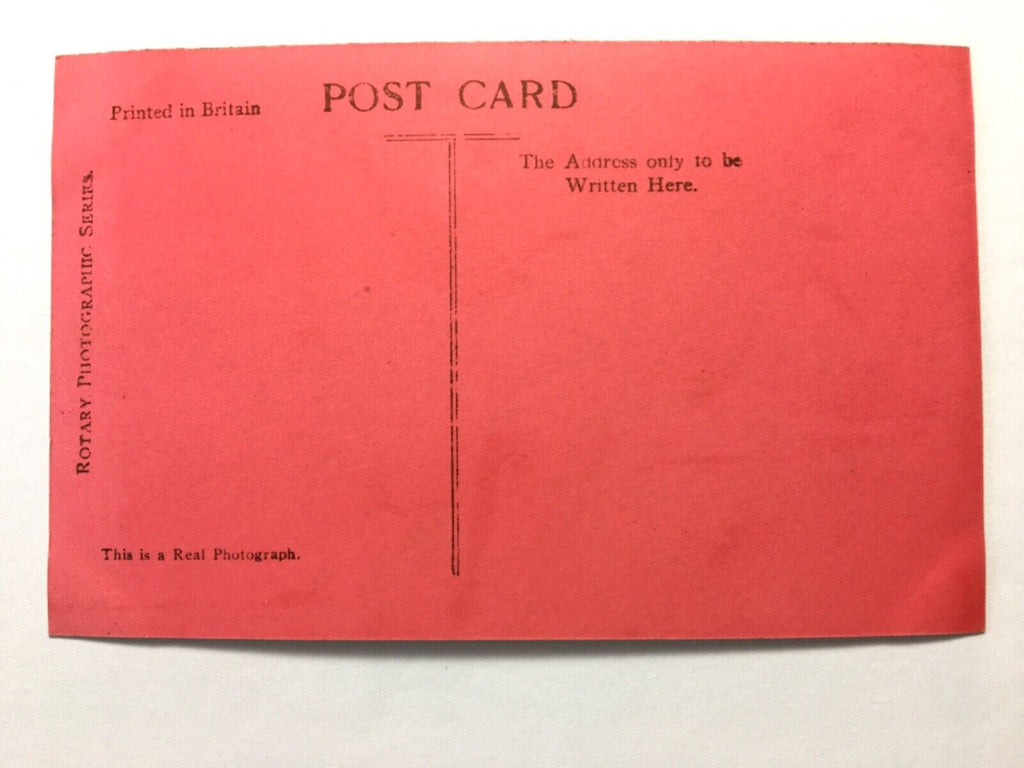 POST CARD
Printed in Britain
The Address only to be
Written Here.
ROTARY PHOTOGRAPHIC SERIES.
This is a Real Photograph.